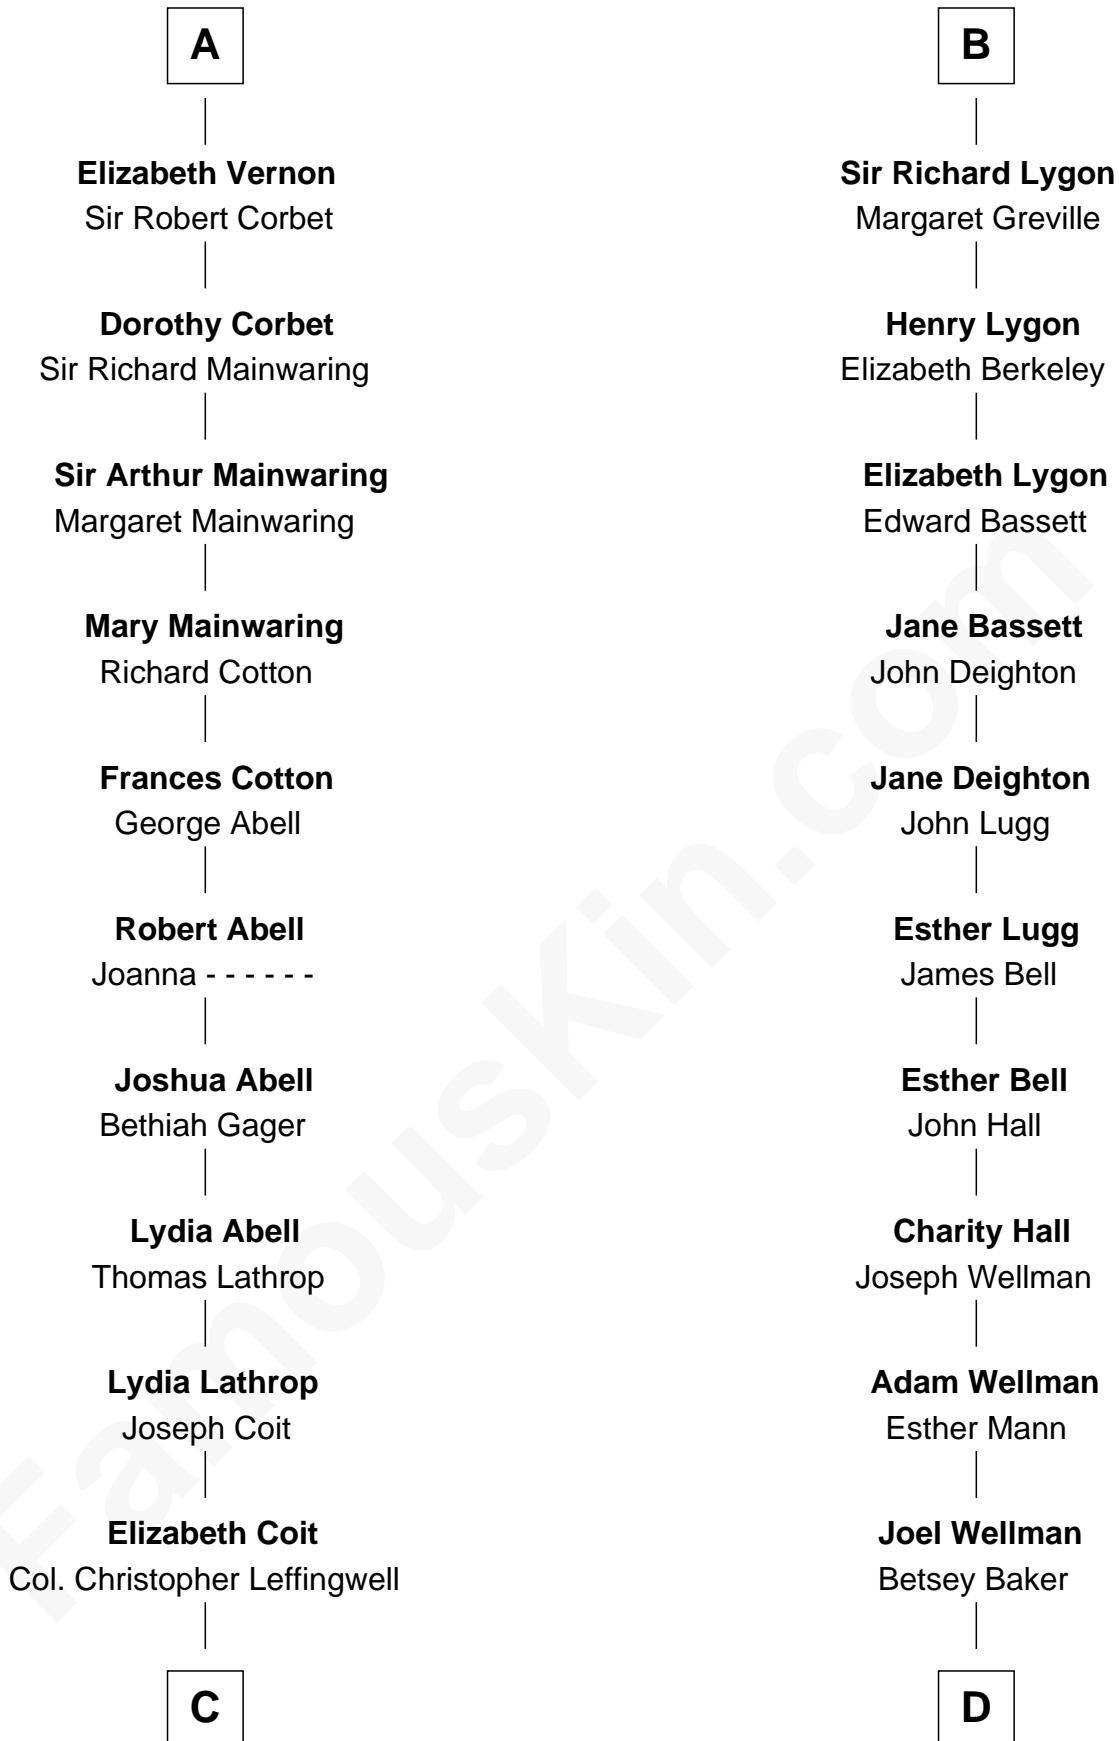 A
Elizabeth Vernon
Sir Robert Corbet
Dorothy Corbet
Sir Richard Mainwaring
Sir Arthur Mainwaring
Margaret Mainwaring
Mary Mainwaring
Richard Cotton
Frances Cotton
George Abell
Robert Abell
Joanna - - - - - -
Joshua Abell
Bethiah Gager
Lydia Abell
Thomas Lathrop
Lydia Lathrop
Joseph Coit
Elizabeth Coit
Col. Christopher Leffingwell
C
B
Sir Richard Lygon
Margaret Greville
Henry Lygon
Elizabeth Berkeley
Elizabeth Lygon
Edward Bassett
Jane Bassett
John Deighton
Jane Deighton
John Lugg
Esther Lugg
James Bell
Esther Bell
John Hall
Charity Hall
Joseph Wellman
Adam Wellman
Esther Mann
Joel Wellman
Betsey Baker
D
FamousKin.com